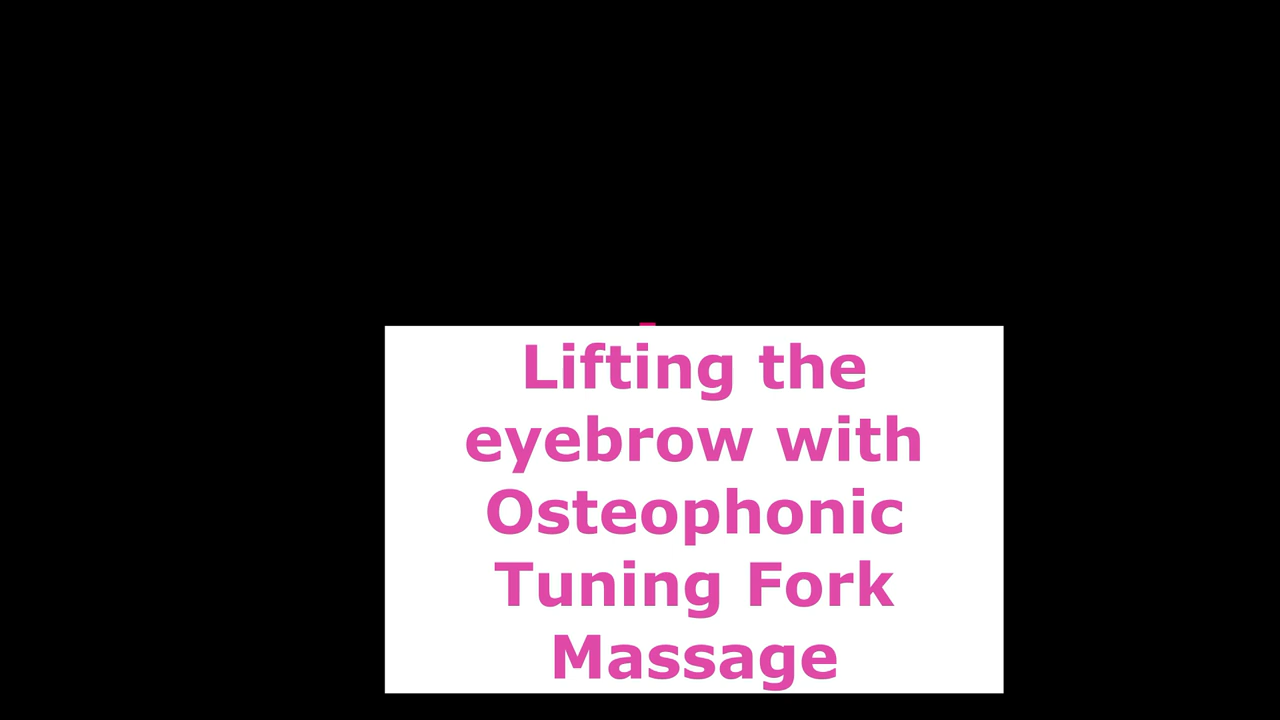 Lifting the
eyebrow with
Osteophonic
Tuning Fork
Massage